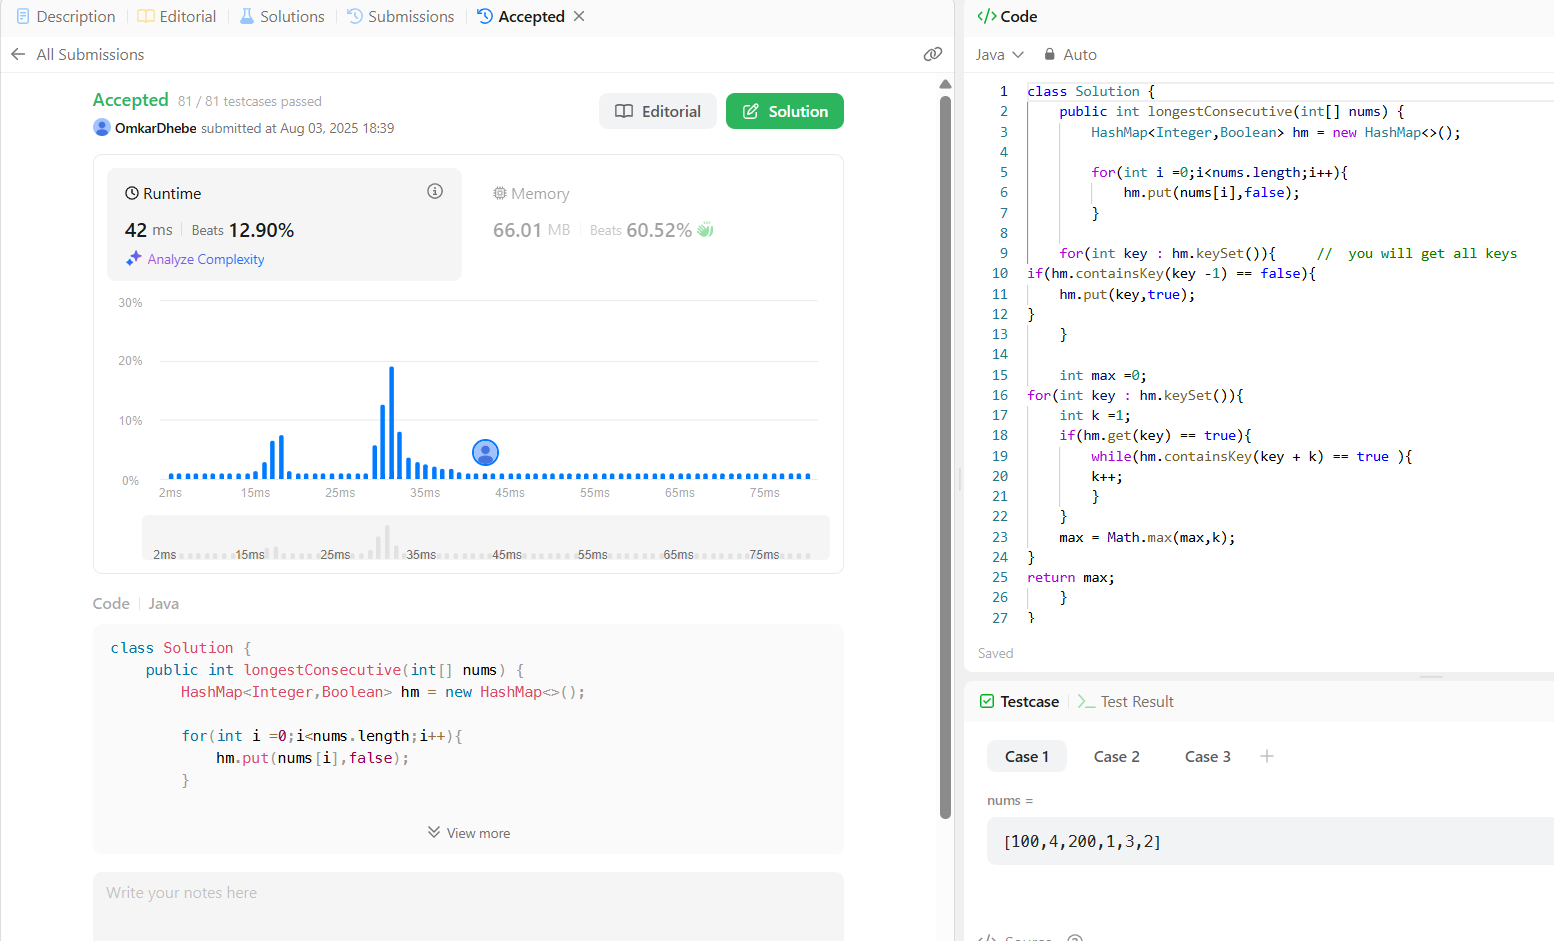 Description
Editorial
Solutions
Submissions
Accepted
All Submissions
Accepted 81 / 81 testcases passed
OmkarDhebe submitted at Aug 03, 2025 18:39
Editorial
Solution
Runtime
42 ms Beats 12.90%
Analyze Complexity
Memory
66.01 MB Beats 60.52%
30%
20%
10%
0%
2ms 15ms 25ms 35ms 45ms 55ms 65ms 75ms
2ms 15ms 25ms 35ms 45ms 55ms 65ms 75ms
Code Java
class Solution {
public int longestConsecutive(int[] nums) {
HashMap<Integer,Boolean> hm = new HashMap<>();
for(int i =0;i<nums.length;i++){
hm.put(nums[i],false);
}
View more
Write your notes here
</> Code
Java Auto
1 class Solution {
2 public int longestConsecutive(int[] nums) {
3 HashMap<Integer,Boolean> hm = new HashMap<>();
4
5 for(int i =0;i<nums.length;i++){
6 hm.put(nums[i],false);
7 }
8
9 for(int key : hm.keySet()){ // you will get all keys
10 if(hm.containsKey(key -1) == false){
11 hm.put(key,true);
12 }
13 }
14
15 int max =0;
16 for(int key : hm.keySet()){
17 int k =1;
18 if(hm.get(key) == true){
19 while(hm.containsKey(key + k) == true ){
20 k++;
21 }
22 }
23 max = Math.max(max,k);
24 }
25 return max;
26 }
27 }
Saved
Testcase
Test Result
Case 1 Case 2 Case 3 +
nums =
[100,4,200,1,3,2]
</> Source